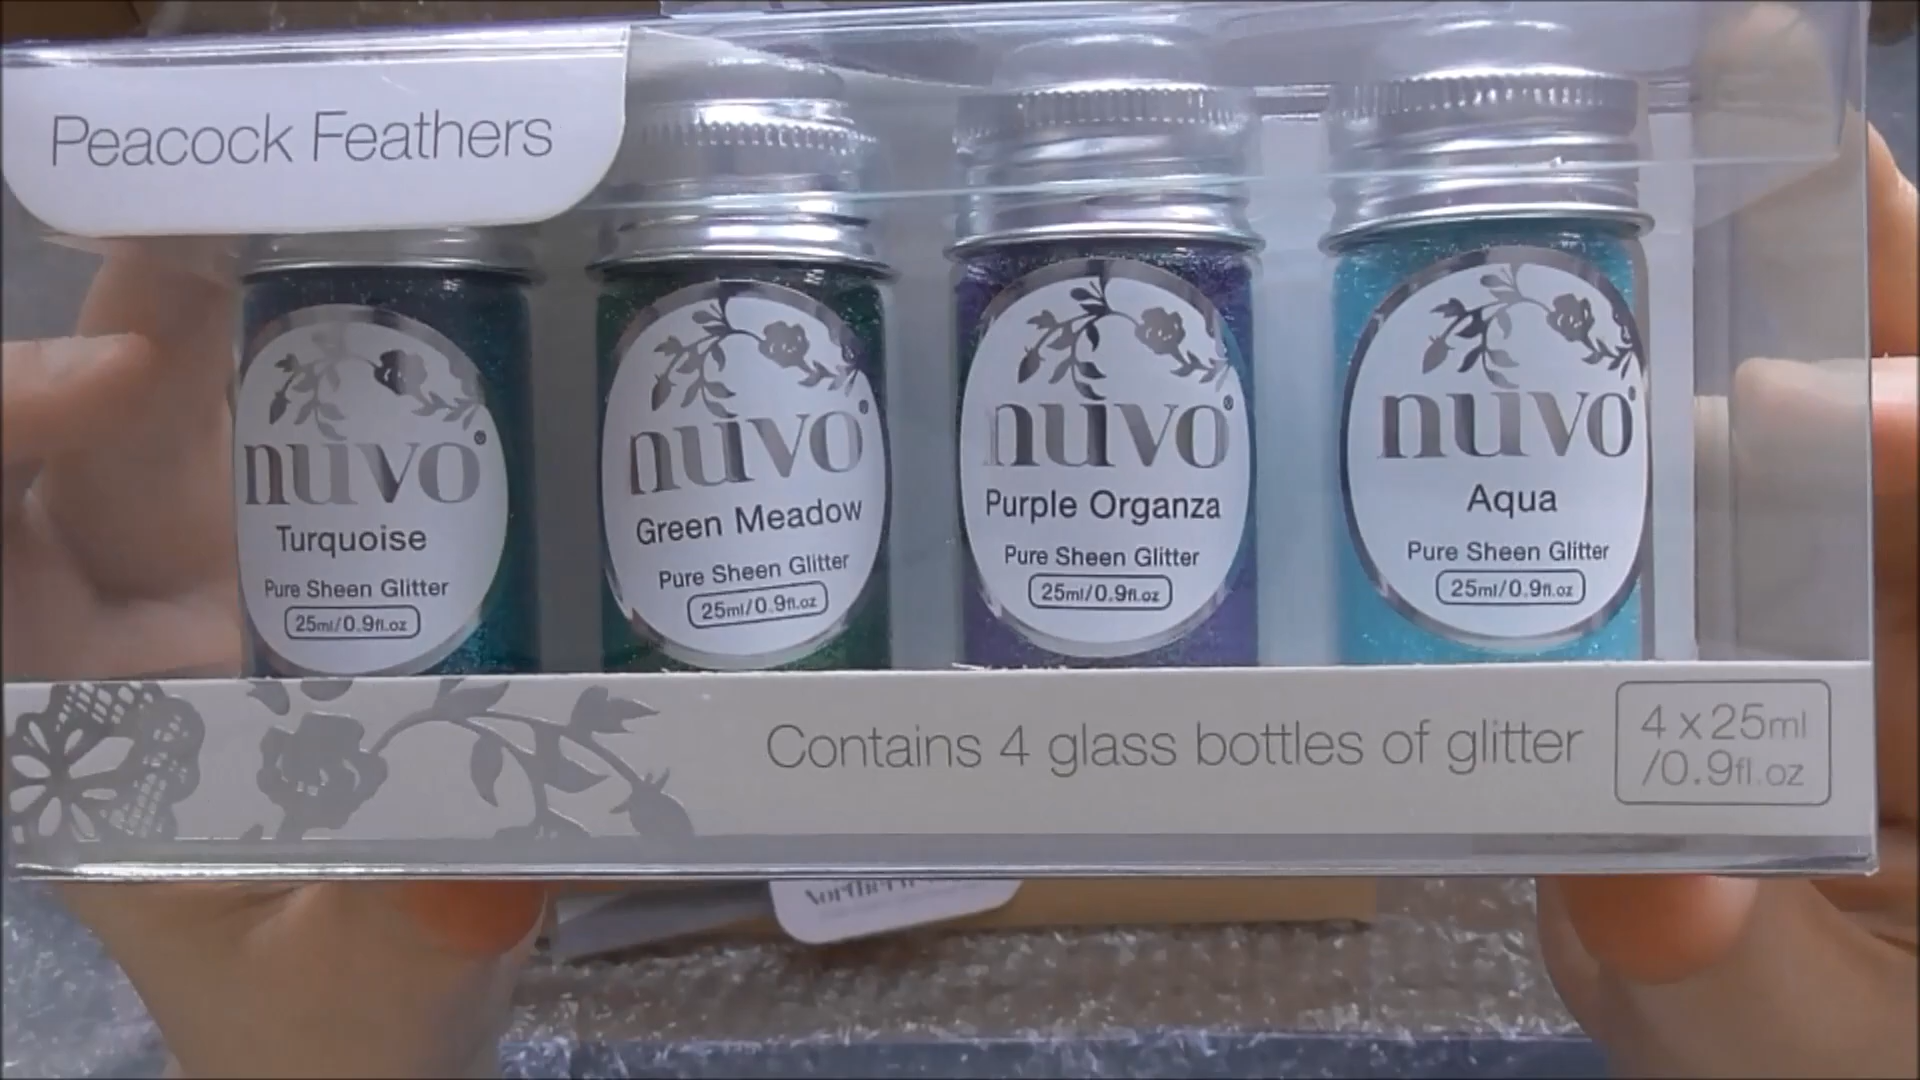 Peacock Feathers
nuvo®
Turquoise
Pure Sheen Glitter
25ml/0.9fl.oz
nuvo®
Green Meadow
Pure Sheen Glitter
25ml/0.9fl.oz
nuvo®
Purple Organza
Pure Sheen Glitter
25ml/0.9fl.oz
nuvo®
Aqua
Pure Sheen Glitter
25ml/0.9fl.oz
Contains 4 glass bottles of glitter
4 x 25ml
/0.9fl.oz